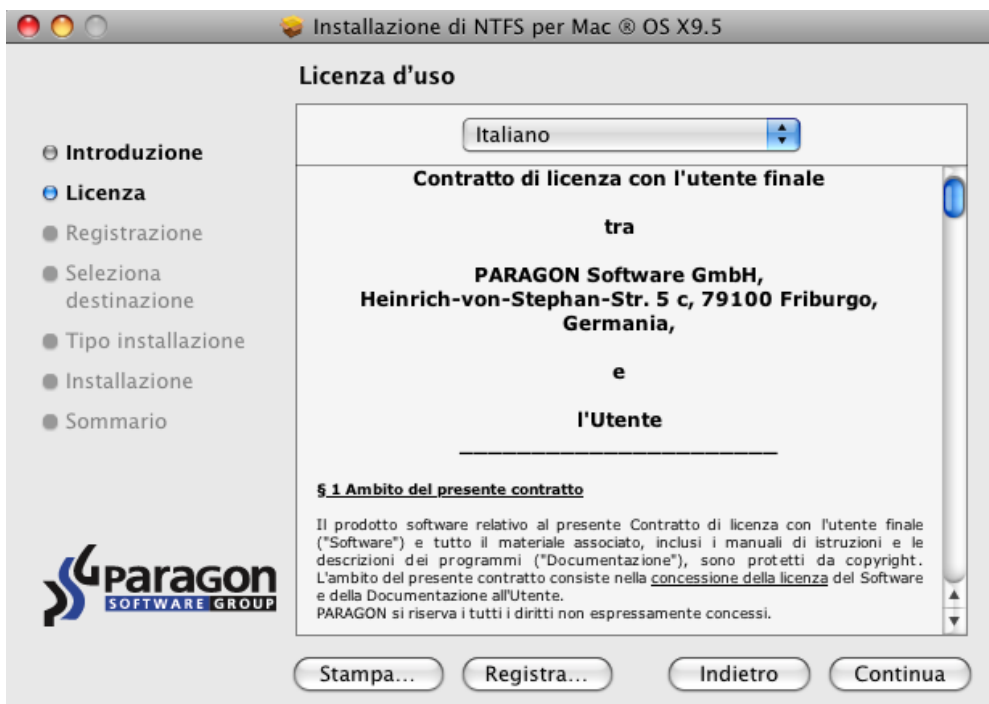 Installazione di NTFS per Mac ® OS X9.5
Licenza d'uso
Introduzione
Licenza
Registrazione
Seleziona
destinazione
Tipo installazione
Installazione
Sommario
Paragon
SOFTWARE GROUP
Italiano
Contratto di licenza con l'utente finale
tra
PARAGON Software GmbH,
Heinrich-von-Stephan-Str. 5 c, 79100 Friburgo,
Germania,
e
l'Utente
§ 1 Ambito del presente contratto
Il prodotto software relativo al presente Contratto di licenza con l'utente finale
("Software") e tutto il materiale associato, inclusi i manuali di istruzioni e le
descrizioni dei programmi ("Documentazione"), sono protetti da copyright.
L'ambito del presente contratto consiste nella concessione della licenza del Software
e della Documentazione all'Utente.
PARAGON si riserva i tutti i diritti non espressamente concessi.
Stampa...
Registra...
Indietro
Continua